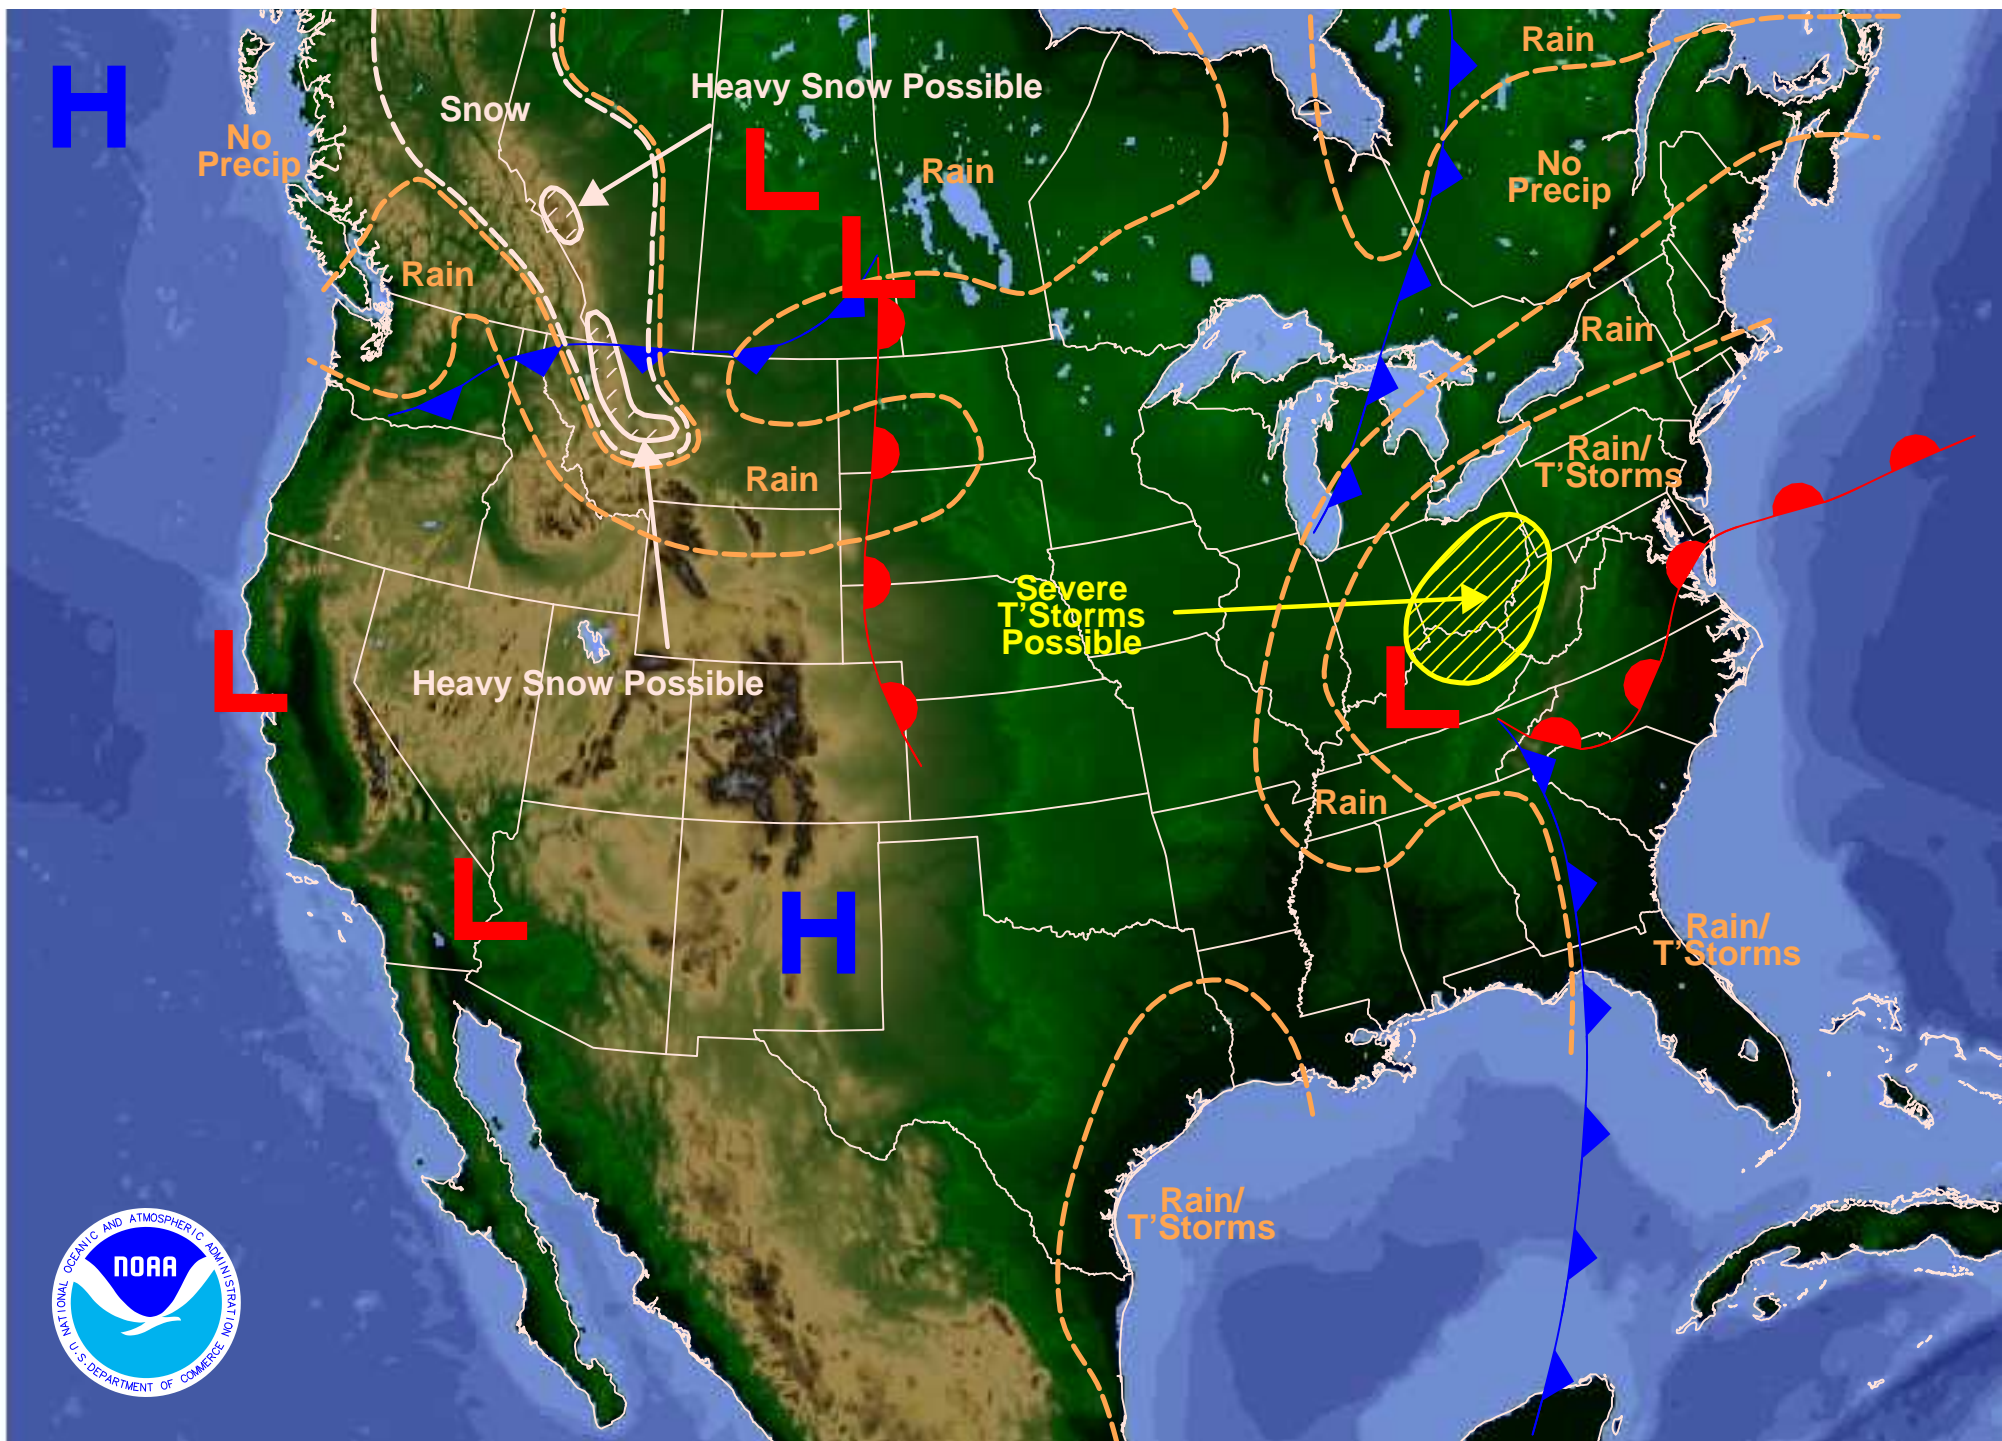 H
Rain
Heavy Snow Possible
Snow
No
Precip
L
Rain
No
Precip
L
Rain
Rain
Rain/
T'Storms
Rain
Severe
T'Storms
Possible
L
Heavy Snow Possible
L
Rain
L
H
Rain/
T'Storms
Rain/
T'Storms
NATIONAL OCEANIC AND ATMOSPHERIC ADMINISTRATION
NOAA
U.S. DEPARTMENT OF COMMERCE